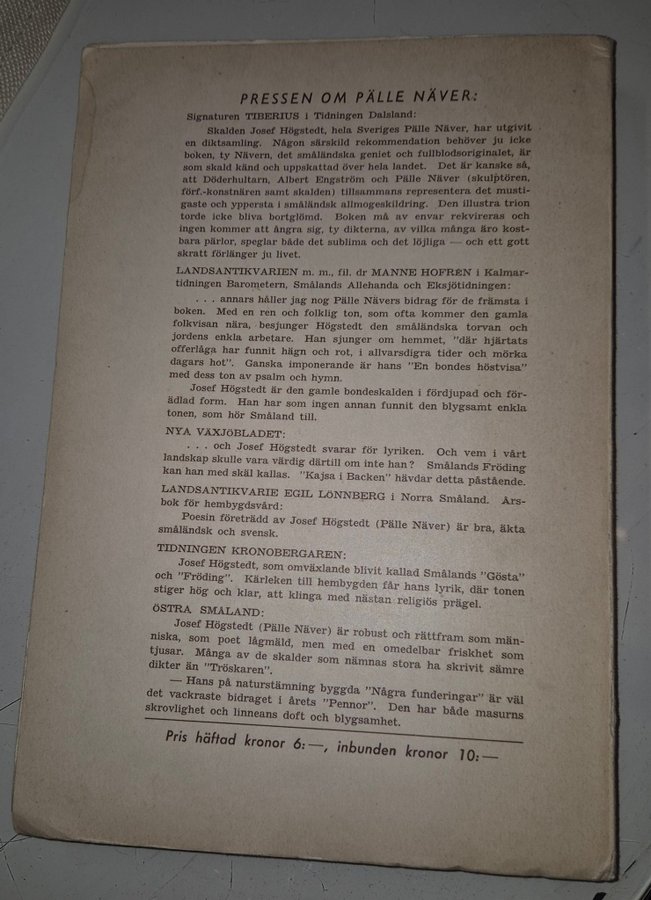 PRESSEN OM PÄLLE NÄVER:
Signaturen TIBERIUS i Tidningen Dalsland:
Skalden Josef Högstedt, hela Sveriges Pälle Näver, har utgivit
en diktsamling. Någon särskild rekommendation behöver ju icke
boken, ty Nävern, det småländska geniet och fullblodsoriginalet, är
som skald känd och uppskattad över hela landet. Det är kanske så,
att Döderhultarn, Albert Engström och Pälle Näver (skulptören,
förf.-konstnären samt skalden) tillsammans representera det musti-
gaste och yppersta i småländsk allmogeskildring. Den illustra trion
torde icke bliva bortglömd. Boken må av envar rekvireras och
ingen kommer att ångra sig, ty dikterna, av vilka många äro kost-
bara pärlor, speglar både det sublima och det löjliga — och ett gott
skratt förlänger ju livet.
LANDSANTIKVARIEN m. m., fil. dr MANNE HOFRÉN i Kalmar-
tidningen Barometern, Smålands Allehanda och Eksjötidningen:
. . . annars håller jag nog Pälle Nävers bidrag för de främsta i
boken. Med en ren och folklig ton, som ofta kommer den gamla
folkvisan nära, besjunger Högstedt den småländska torvan och
jordens enkla arbetare. Han sjunger om hemmet, "där hjärtats
offerlåga har funnit hägn och rot, i allvarsdigra tider och mörka
dagars hot". Ganska imponerande är hans "En bondes höstvisa"
med dess ton av psalm och hymn.
Josef Högstedt är den gamle bondeskalden i fördjupad och för-
ädlad form. Han har som ingen annan funnit den blygsamt enkla
tonen, som hör Småland till.
NYA VÄXJÖBLADET:
. . . och Josef Högstedt svarar för lyriken. Och vem i vårt
landskap skulle vara värdig därtill om inte han? Smålands Fröding
kan han med skäl kallas. "Kajsa i Backen" hävdar detta påstående.
LANDSANTIKVARIE EGIL LÖNNBERG i Norra Småland. Års-
bok för hembygdsvård:
Poesin företrädd av Josef Högstedt (Pälle Näver) är bra, äkta
småländsk och svensk.
TIDNINGEN KRONOBERGAREN:
Josef Högstedt, som omväxlande blivit kallad Smålands "Gösta"
och "Fröding". Kärleken till hembygden får hans lyrik, där tonen
stiger hög och klar, att klinga med nästan religiös prägel.
ÖSTRA SMÅLAND:
Josef Högstedt (Pälle Näver) är robust och rättfram som män-
niska, som poet lågmäld, men med en omedelbar friskhet som
tjusar. Många av de skalder som nämnas stora ha skrivit sämre
dikter än "Tröskaren".
— Hans på naturstämning byggda "Några funderingar" är väl
det vackraste bidraget i årets "Pennor". Den har både masurns
skrovlighet och linneans doft och blygsamhet.
Pris häftad kronor 6:—, inbunden kronor 10:—